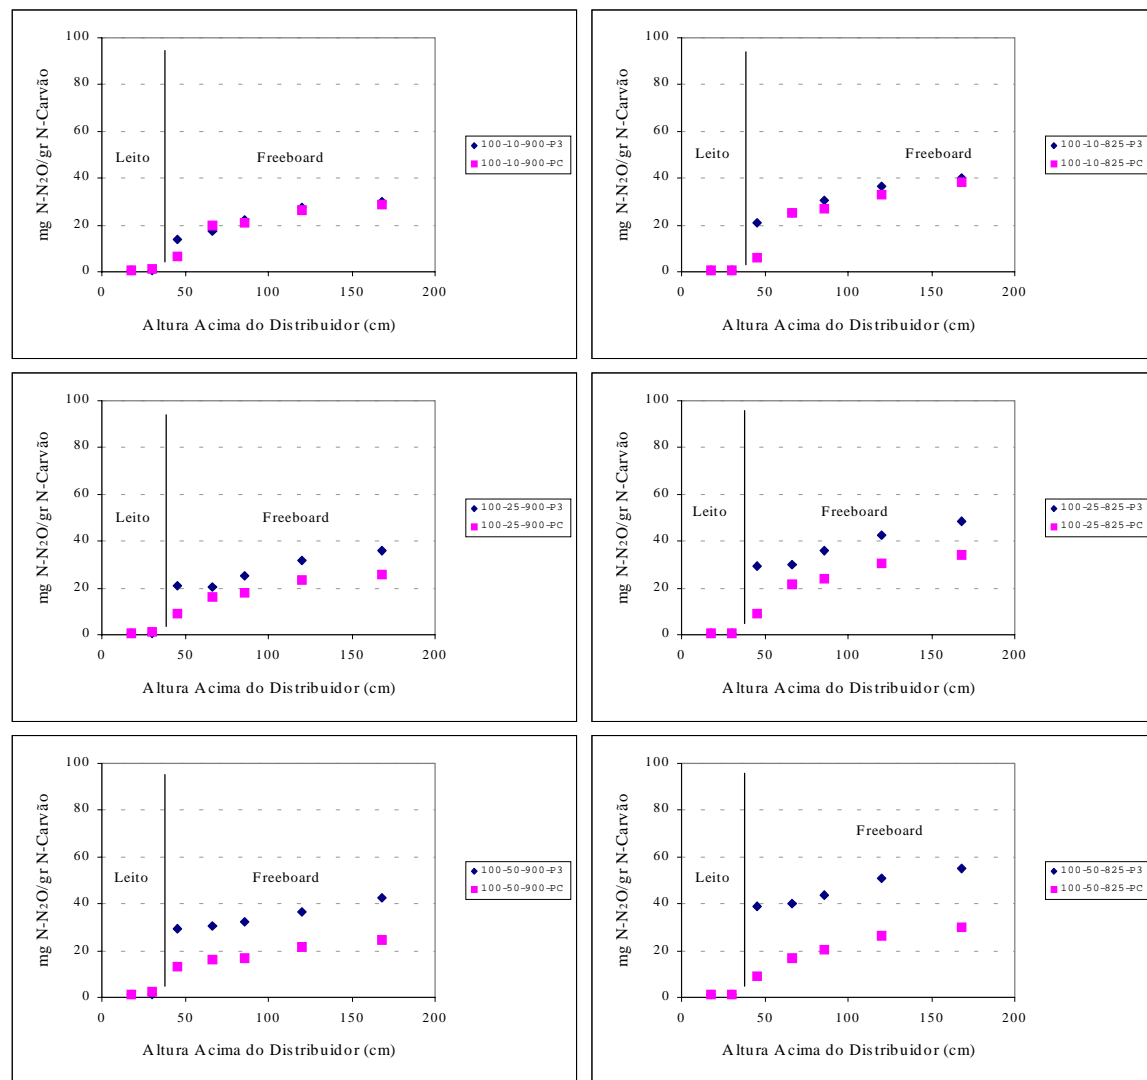 100
80
60
40
20
0
0
50
100
150
200
mg N-N2O/gr N-Carvão
Leito
Freeboard
Altura Acima do Distribuidor (cm)
100-10-900-P3
100-10-900-PC
100
80
60
40
20
0
0
50
100
150
200
mg N-N2O/gr N-Carvão
Leito
Freeboard
Altura Acima do Distribuidor (cm)
100-10-825-P3
100-10-825-PC
100
80
60
40
20
0
0
50
100
150
200
mg N-N2O/gr N-Carvão
Leito
Freeboard
Altura Acima do Distribuidor (cm)
100-25-900-P3
100-25-900-PC
100
80
60
40
20
0
0
50
100
150
200
mg N-N2O/gr N-Carvão
Leito
Freeboard
Altura Acima do Distribuidor (cm)
100-25-825-P3
100-25-825-PC
100
80
60
40
20
0
0
50
100
150
200
mg N-N2O/gr N-Carvão
Leito
Freeboard
Altura Acima do Distribuidor (cm)
100-50-900-P3
100-50-900-PC
100
80
60
40
20
0
0
50
100
150
200
mg N-N2O/gr N-Carvão
Leito
Freeboard
Altura Acima do Distribuidor (cm)
100-50-825-P3
100-50-825-PC